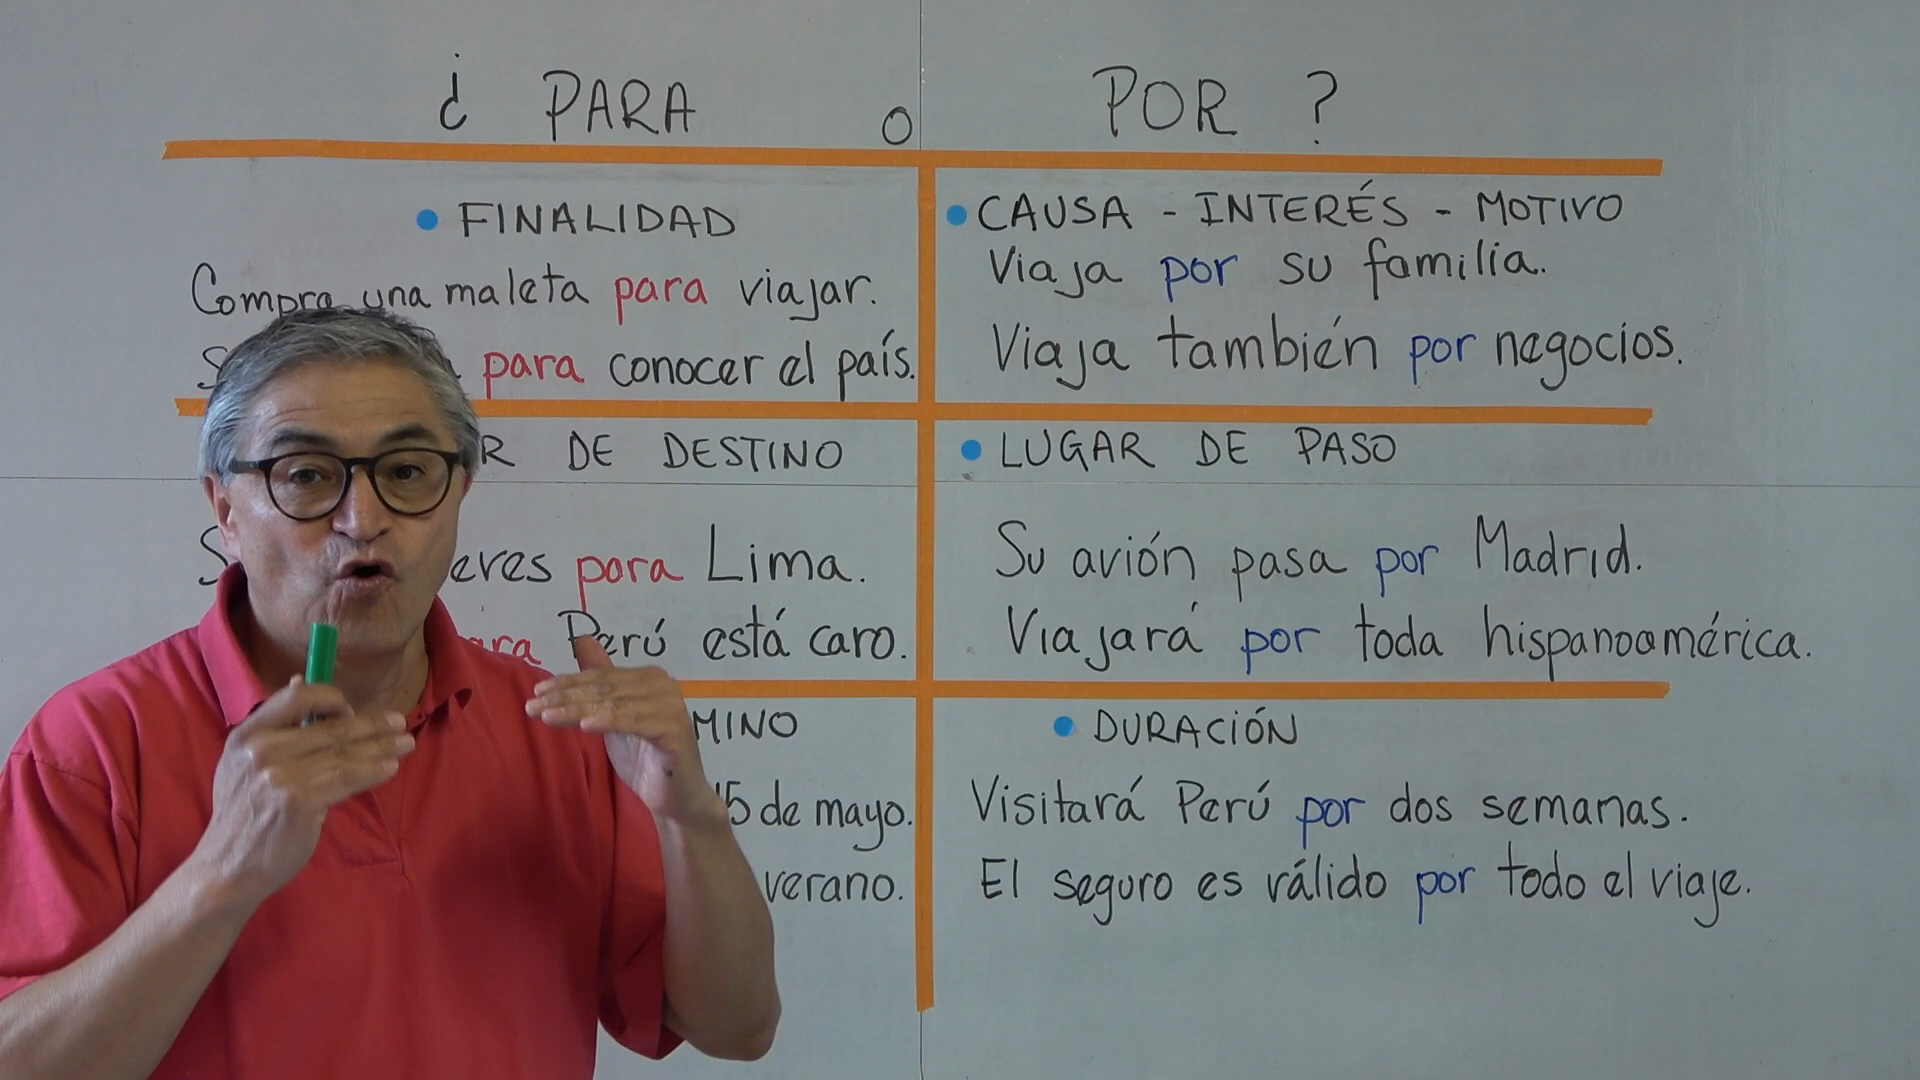 ¿ PARA o POR ?
FINALIDAD
Compra una maleta para viajar.
para conocer el país.
DE DESTINO
para Lima.
Perú está caro.
15 de mayo.
verano.
CAUSA - INTERÉS - MOTIVO
Viaja por su familia.
Viaja también por negocios.
LUGAR DE PASO
Su avión pasa por Madrid.
Viajará por toda hispanoamérica.
DURACIÓN
Visitará Perú por dos semanas.
El seguro es válido por todo el viaje.